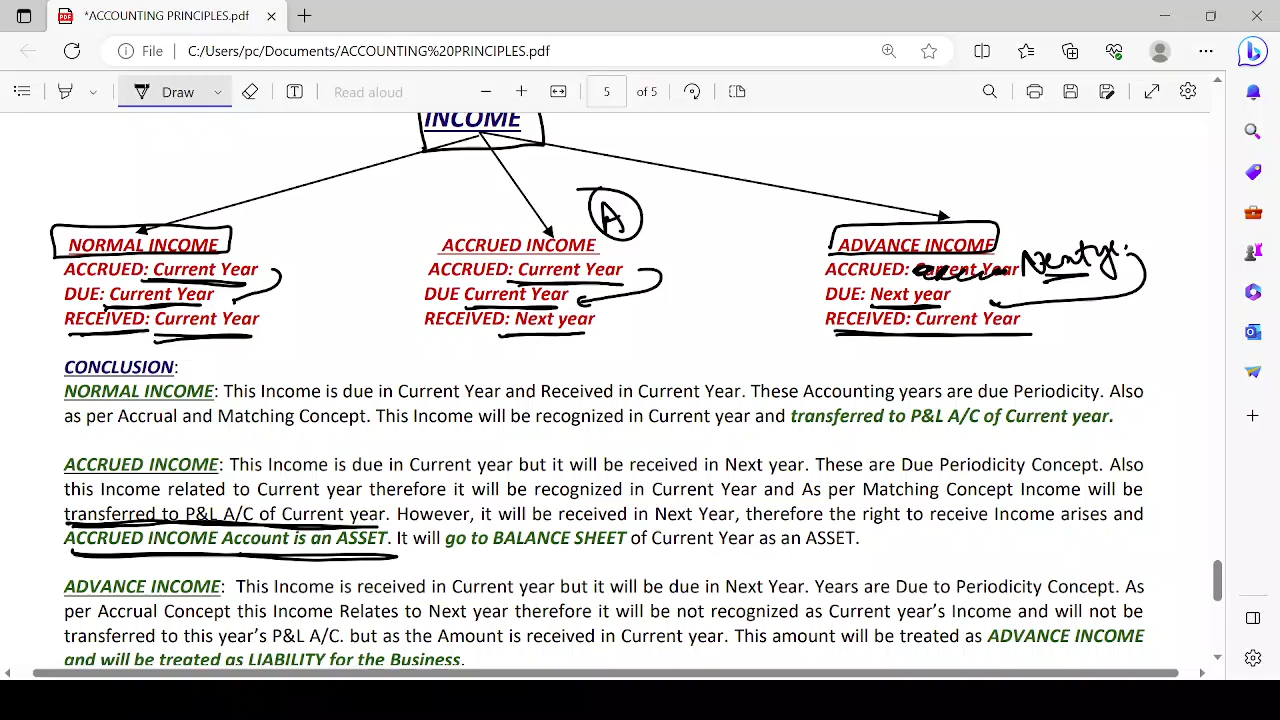 *ACCOUNTING PRINCIPLES.pdf
File C:/Users/pc/Documents/ACCOUNTING%20PRINCIPLES.pdf
Draw Read aloud 5 of 5
INCOME
A
NORMAL INCOME ACCRUED INCOME ADVANCE INCOME
ACCRUED: Current Year ACCRUED: Current Year ACCRUED: Current Year Next yr.
DUE: Current Year DUE Current Year DUE: Next year
RECEIVED: Current Year RECEIVED: Next year RECEIVED: Current Year
CONCLUSION:
NORMAL INCOME: This Income is due in Current Year and Received in Current Year. These Accounting years are due Periodicity. Also
as per Accrual and Matching Concept. This Income will be recognized in Current year and transferred to P&L A/C of Current year.
ACCRUED INCOME: This Income is due in Current year but it will be received in Next year. These are Due Periodicity Concept. Also
this Income related to Current year therefore it will be recognized in Current Year and As per Matching Concept Income will be
transferred to P&L A/C of Current year. However, it will be received in Next Year, therefore the right to receive Income arises and
ACCRUED INCOME Account is an ASSET. It will go to BALANCE SHEET of Current Year as an ASSET.
ADVANCE INCOME: This Income is received in Current year but it will be due in Next Year. Years are Due to Periodicity Concept. As
per Accrual Concept this Income Relates to Next year therefore it will be not recognized as Current year's Income and will not be
transferred to this year's P&L A/C. but as the Amount is received in Current year. This amount will be treated as ADVANCE INCOME
and will be treated as LIABILITY for the Business.